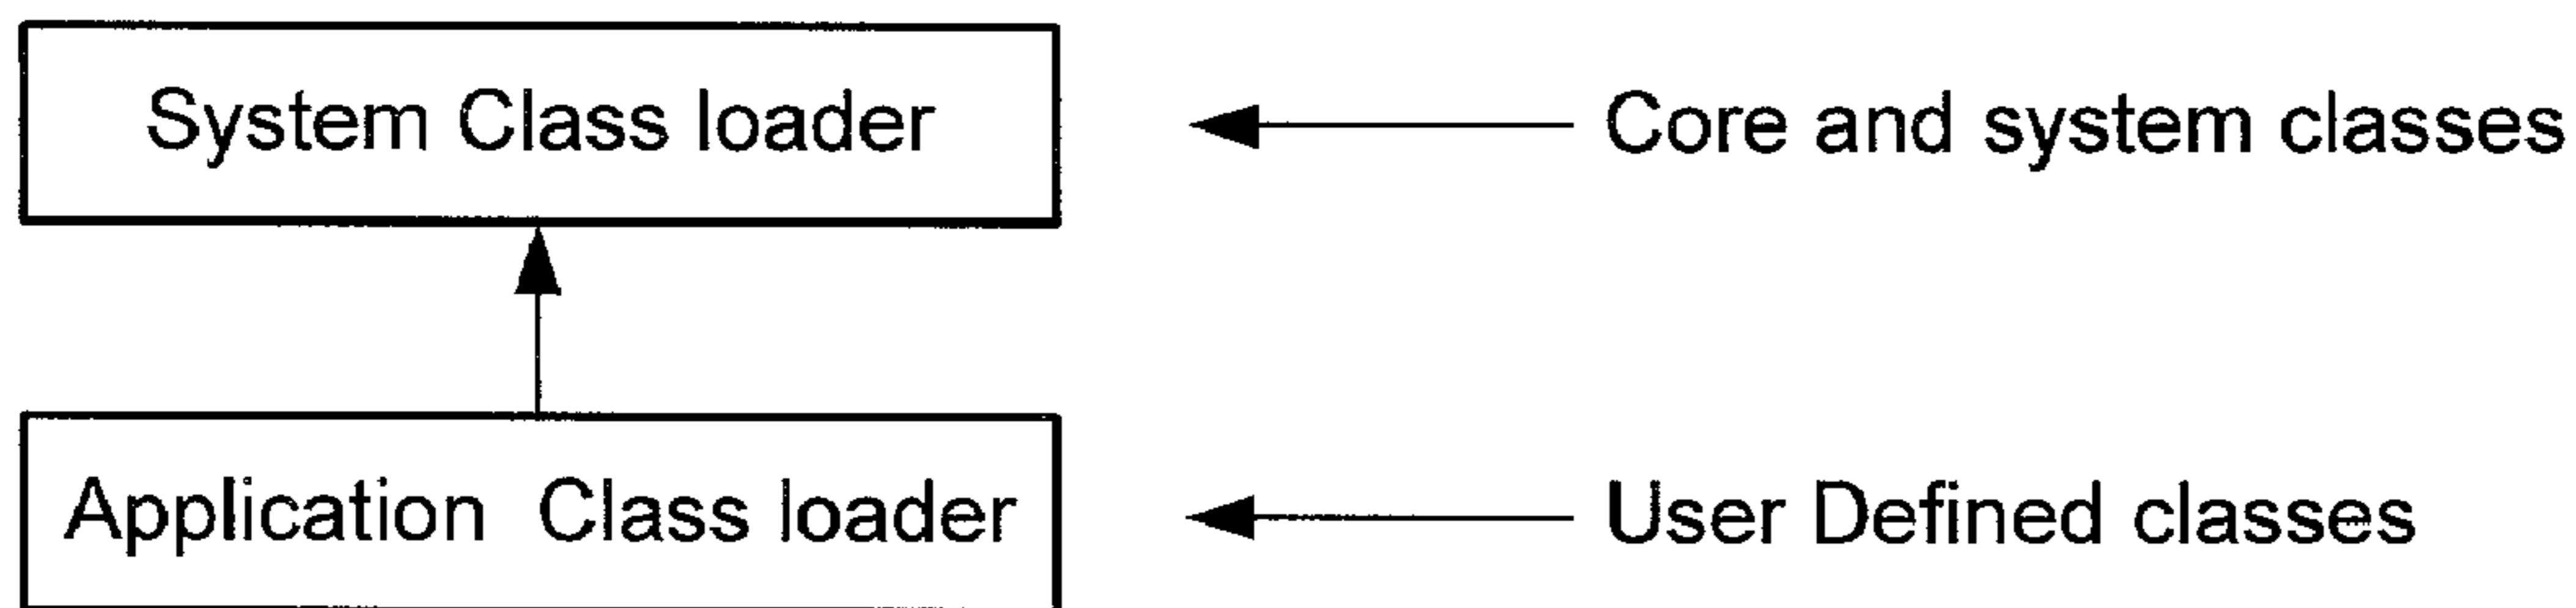 System Class loader
Core and system classes
Application Class loader
User Defined classes